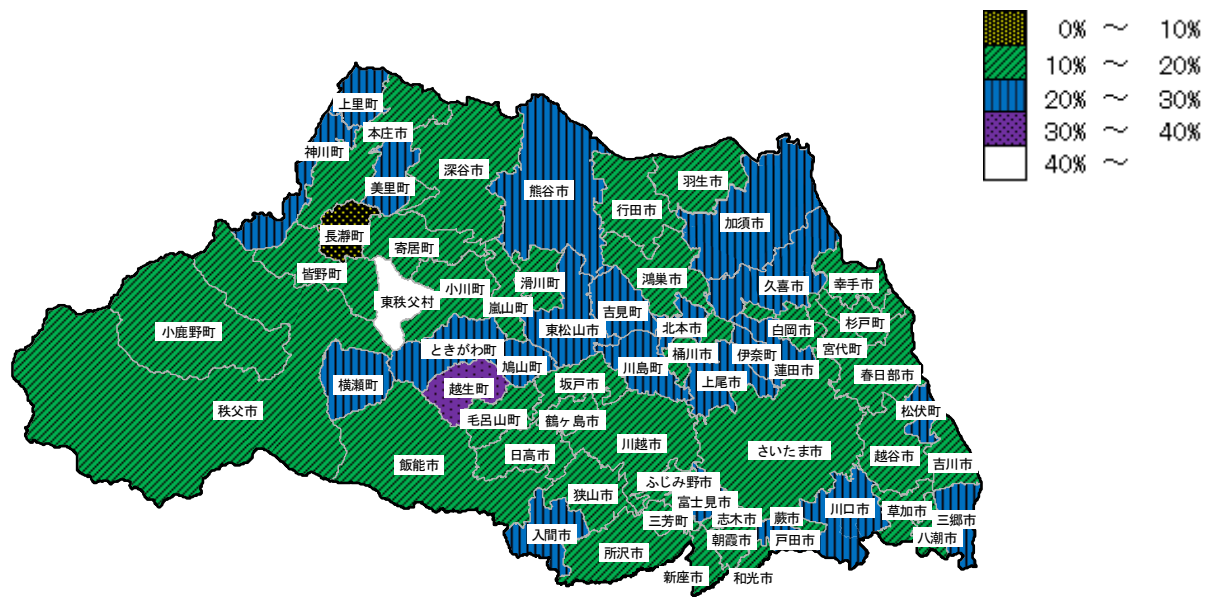 0% ～ 10%
10% ～ 20%
20% ～ 30%
30% ～ 40%
40% ～
上里町
本庄市
神川町
美里町
深谷市
熊谷市
行田市
羽生市
加須市
長瀞町
寄居町
皆野町
東秩父村
小川町
嵐山町
滑川町
鴻巣市
吉見町
久喜市
幸手市
小鹿野町
東松山市
北本市
白岡市
杉戸町
ときがわ町
鳩山町
川島町
桶川市
伊奈町
宮代町
蓮田市
上尾市
春日部市
横瀬町
越生町
坂戸市
秩父市
毛呂山町
鶴ヶ島市
松伏町
川越市
さいたま市
日高市
越谷市
吉川市
飯能市
ふじみ野市
狭山市
富士見市
三芳町
志木市
蕨市
川口市
草加市
三郷市
入間市
朝霞市
戸田市
八潮市
所沢市
新座市
和光市